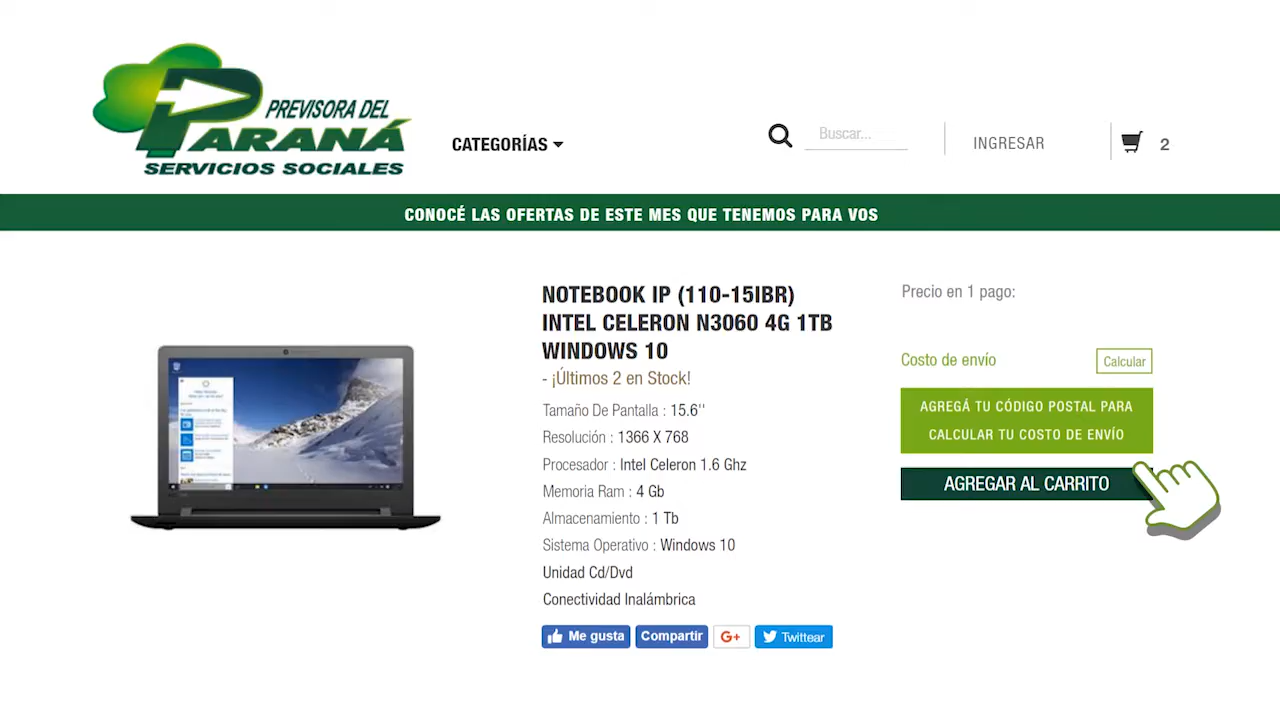 PREVISORA DEL
PARANÁ
SERVICIOS SOCIALES
CATEGORÍAS
Buscar...
INGRESAR
2
CONOCÉ LAS OFERTAS DE ESTE MES QUE TENEMOS PARA VOS
NOTEBOOK IP (110-15IBR)
INTEL CELERON N3060 4G 1TB
WINDOWS 10
- ¡Últimos 2 en Stock!
Tamaño De Pantalla : 15.6''
Resolución : 1366 X 768
Procesador : Intel Celeron 1.6 Ghz
Memoria Ram : 4 Gb
Almacenamiento : 1 Tb
Sistema Operativo : Windows 10
Unidad Cd/Dvd
Conectividad Inalámbrica
Me gusta
Compartir
G+
Twittear
Precio en 1 pago:
Costo de envío
Calcular
AGREGÁ TU CÓDIGO POSTAL PARA
CALCULAR TU COSTO DE ENVÍO
AGREGAR AL CARRITO